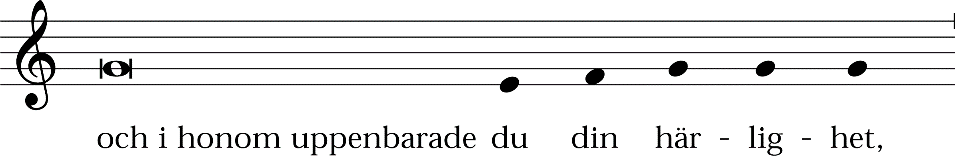 och i honom uppenbarade du din här - lig - het,